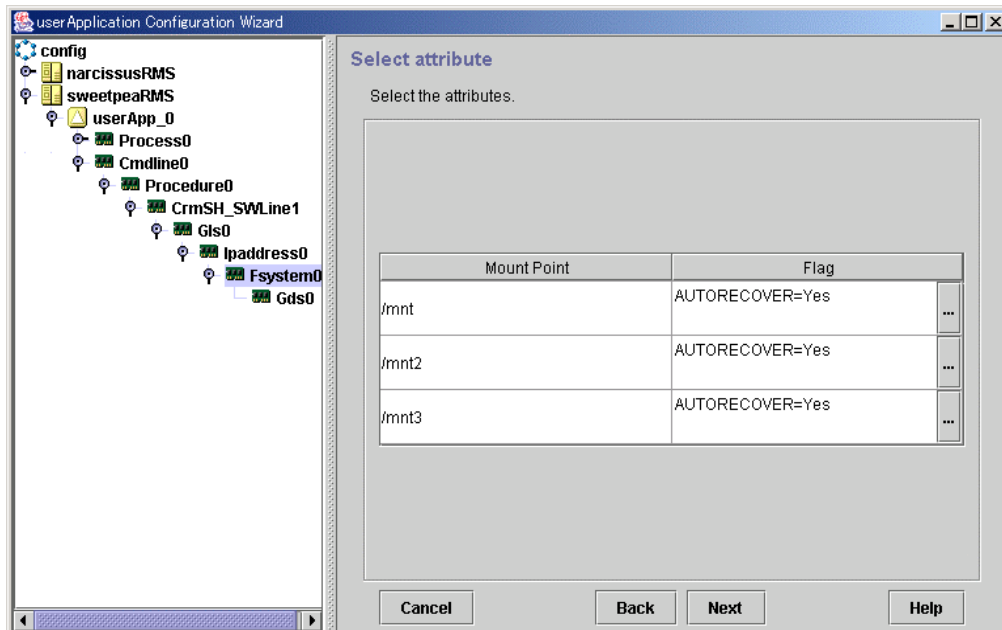 userApplication Configuration Wizard
config
narcissusRMS
sweetpeaRMS
userApp_0
Process0
Cmdline0
Procedure0
CrmSH_SWLine1
Gls0
Ipaddress0
Fsystem0
Gds0
Select attribute
Select the attributes.
Mount Point Flag
/mnt AUTORECOVER=Yes ...
/mnt2 AUTORECOVER=Yes ...
/mnt3 AUTORECOVER=Yes ...
Cancel Back Next Help